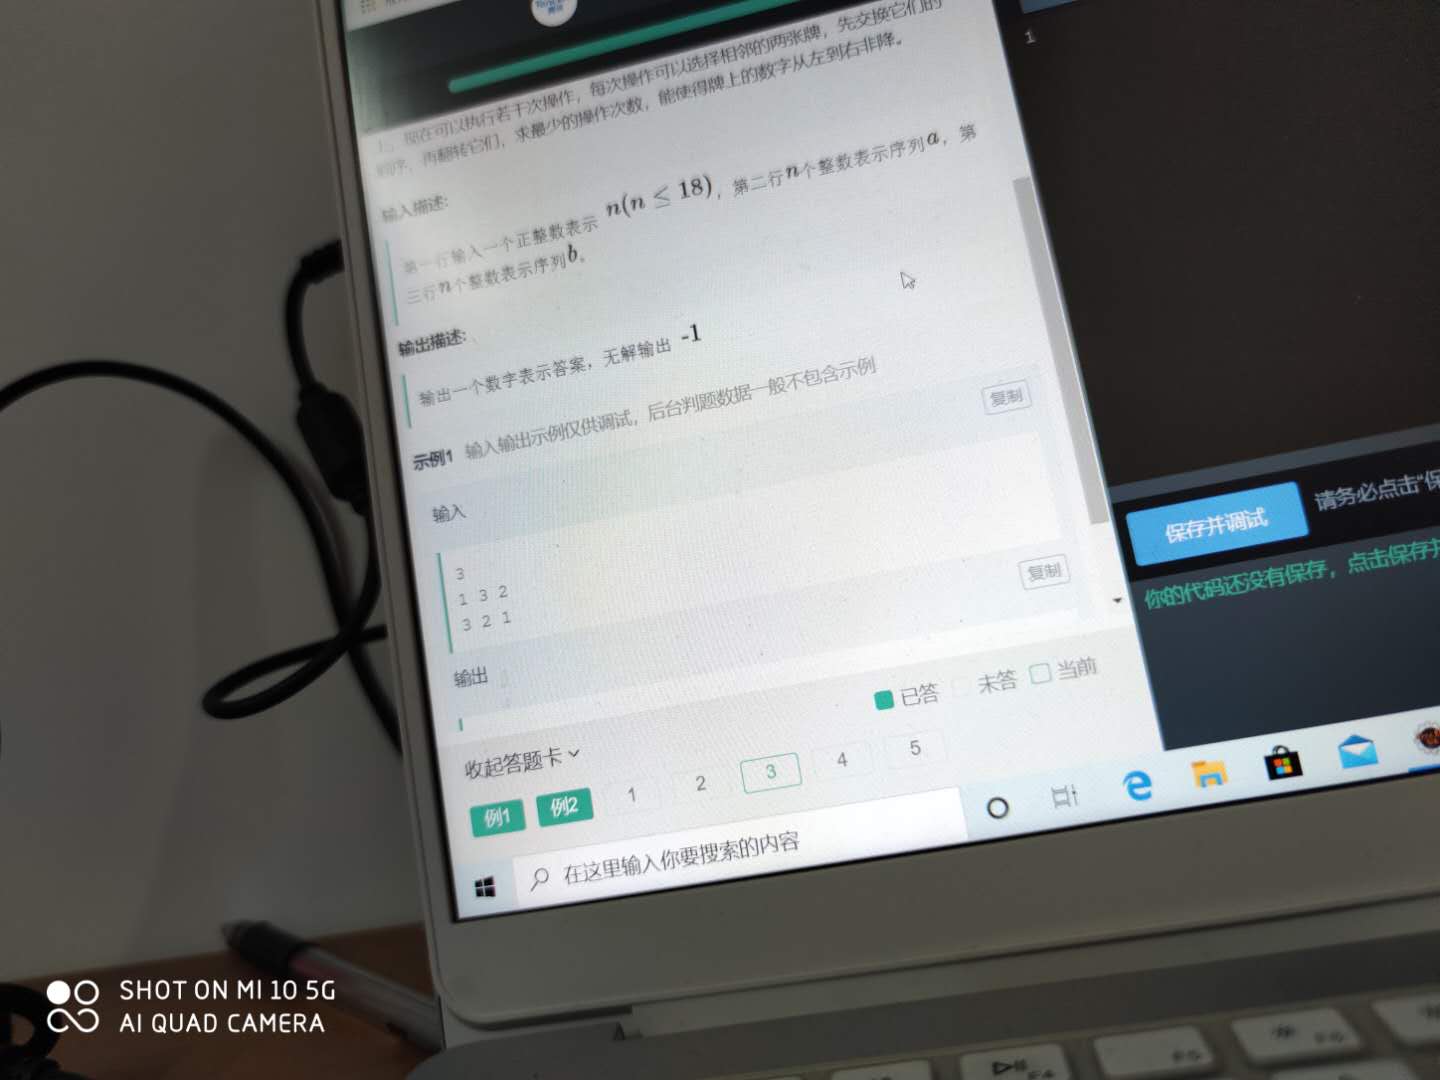 上，现在可以执行若干次操作，每次操作可以选择相邻的两张牌，先交换它们的
顺序，再翻转它们，求最少的操作次数，能使得牌上的数字从左到右非降。
输入描述:
第一行输入一个正整数表示 n(n ≤ 18)，第二行n个整数表示序列a，第
三行n个整数表示序列b。
输出描述:
输出一个数字表示答案，无解输出 -1
示例1 输入输出示例仅供调试，后台判题数据一般不包含示例
复制
输入
3
1 3 2
3 2 1
复制
输出
已答 未答 当前
收起答题卡
例1 例2 1 2 3 4 5
在这里输入你要搜索的内容
1
保存并调试 请务必点击“保
你的代码还没有保存，点击保存并
SHOT ON MI 10 5G
AI QUAD CAMERA
F4 F5 F6